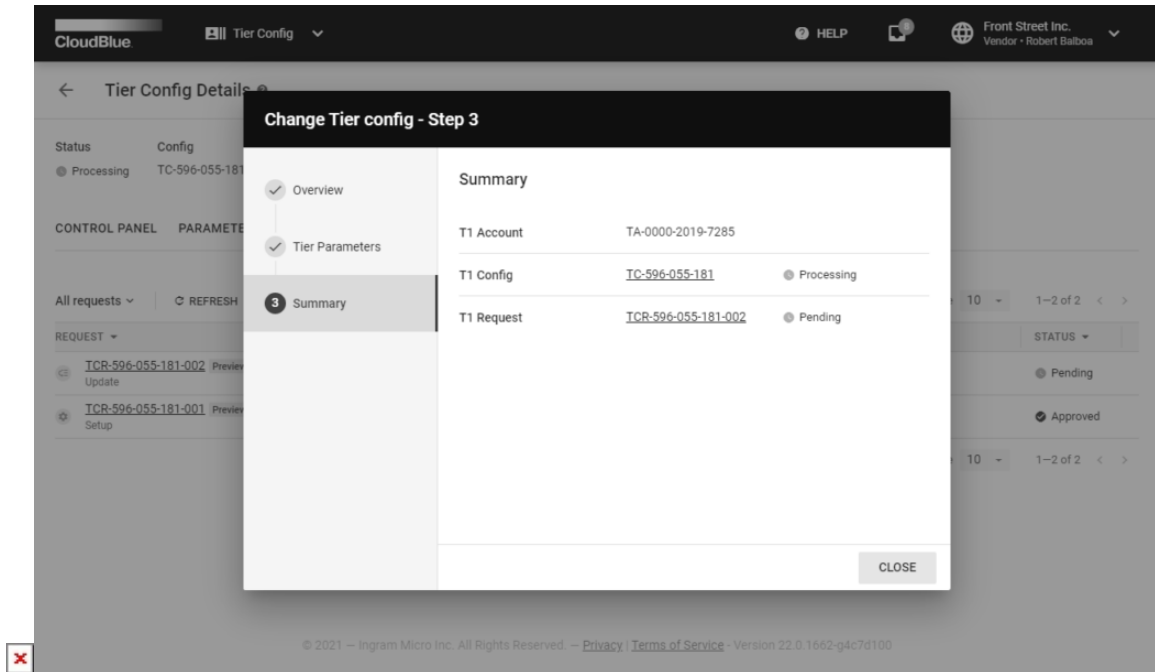 CloudBlue.
Tier Config
HELP
Front Street Inc.
Vendor • Robert Balboa
Tier Config Details
Status Config
Processing TC-596-055-181
CONTROL PANEL
Change Tier config - Step 3
Overview
Tier Parameters
3 Summary
Summary
T1 Account TA-0000-2019-7285
T1 Config TC-596-055-181 Processing
T1 Request TCR-596-055-181-002 Pending
CLOSE
All requests REFRESH
10 1–2 of 2
REQUEST STATUS
TCR-596-055-181-002 Pending
Update
TCR-596-055-181-001 Approved
Setup
10 1–2 of 2
© 2021 — Ingram Micro Inc. All Rights Reserved. — Privacy | Terms of Service - Version 22.0.1662-g4c7d100